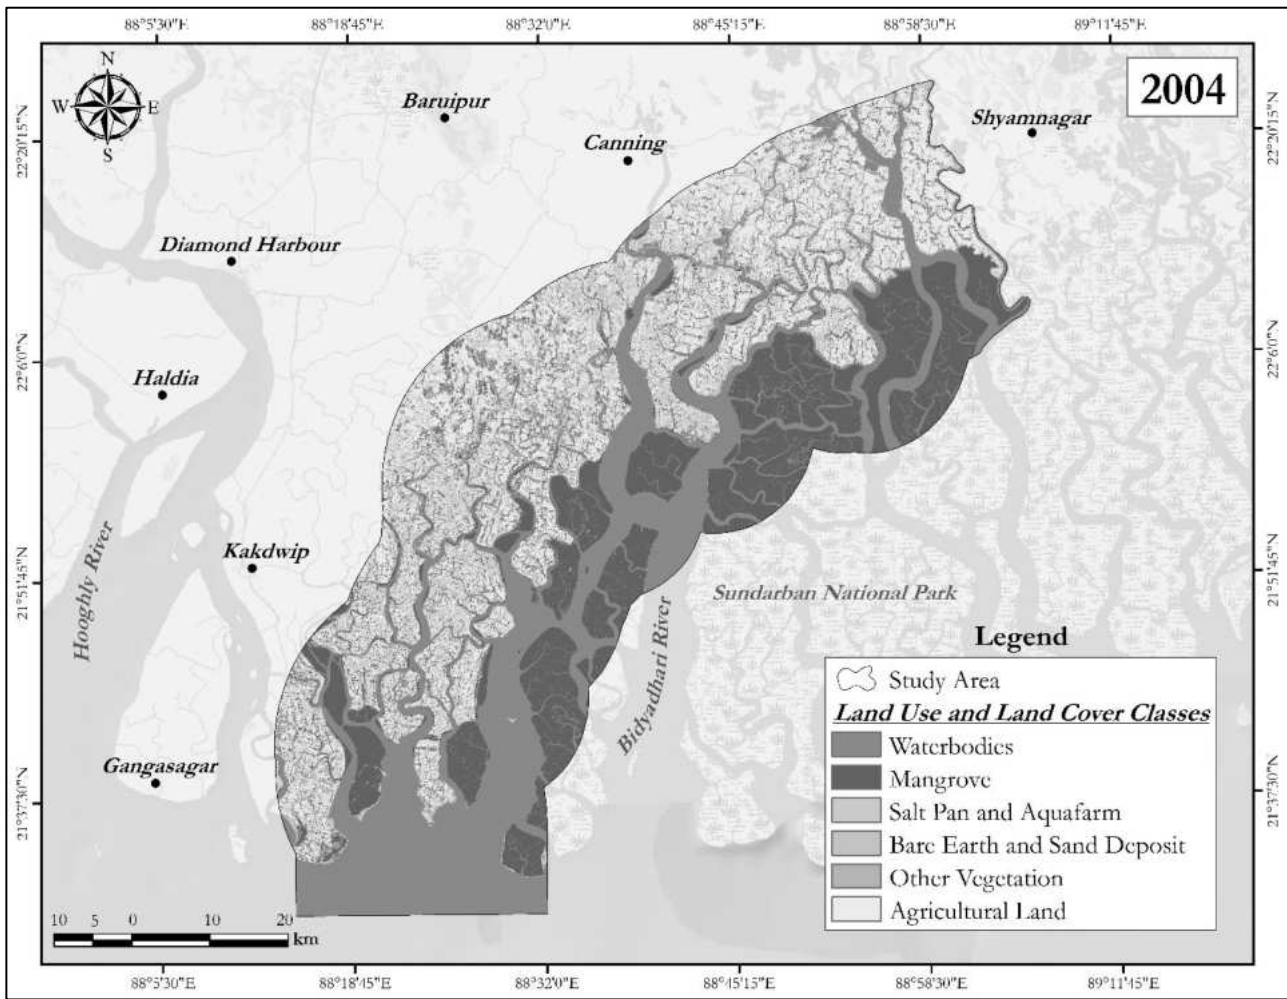 88°5'30"E 88°18'45"E 88°32'0"E 88°45'15"E 88°58'30"E 89°11'45"E
N
W E
S
2004
Baruipur
Canning
Shyamnagar
22°20'15"N
22°20'15"N
Diamond Harbour
22°6'0"N
22°6'0"N
Haldia
Kakdwip
Hooghly River
21°51'45"N
21°51'45"N
Sundarban National Park
Bidyadhari River
Gangasagar
21°37'30"N
21°37'30"N
Legend
Study Area
Land Use and Land Cover Classes
Waterbodies
Mangrove
Salt Pan and Aquafarm
Bare Earth and Sand Deposit
Other Vegetation
Agricultural Land
10 5 0 10 20
km
88°5'30"E 88°18'45"E 88°32'0"E 88°45'15"E 88°58'30"E 89°11'45"E